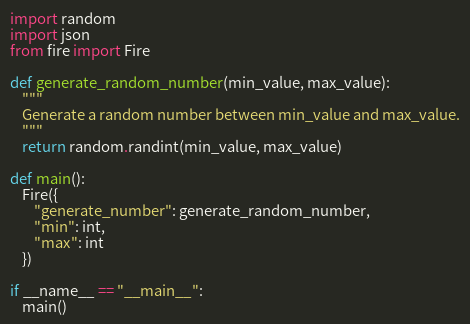 import random
import json
from fire import Fire

def generate_random_number(min_value, max_value):
    """
    Generate a random number between min_value and max_value.
    """
    return random.randint(min_value, max_value)

def main():
    Fire({
        "generate_number": generate_random_number,
        "min": int,
        "max": int
    })

if __name__ == "__main__":
    main()